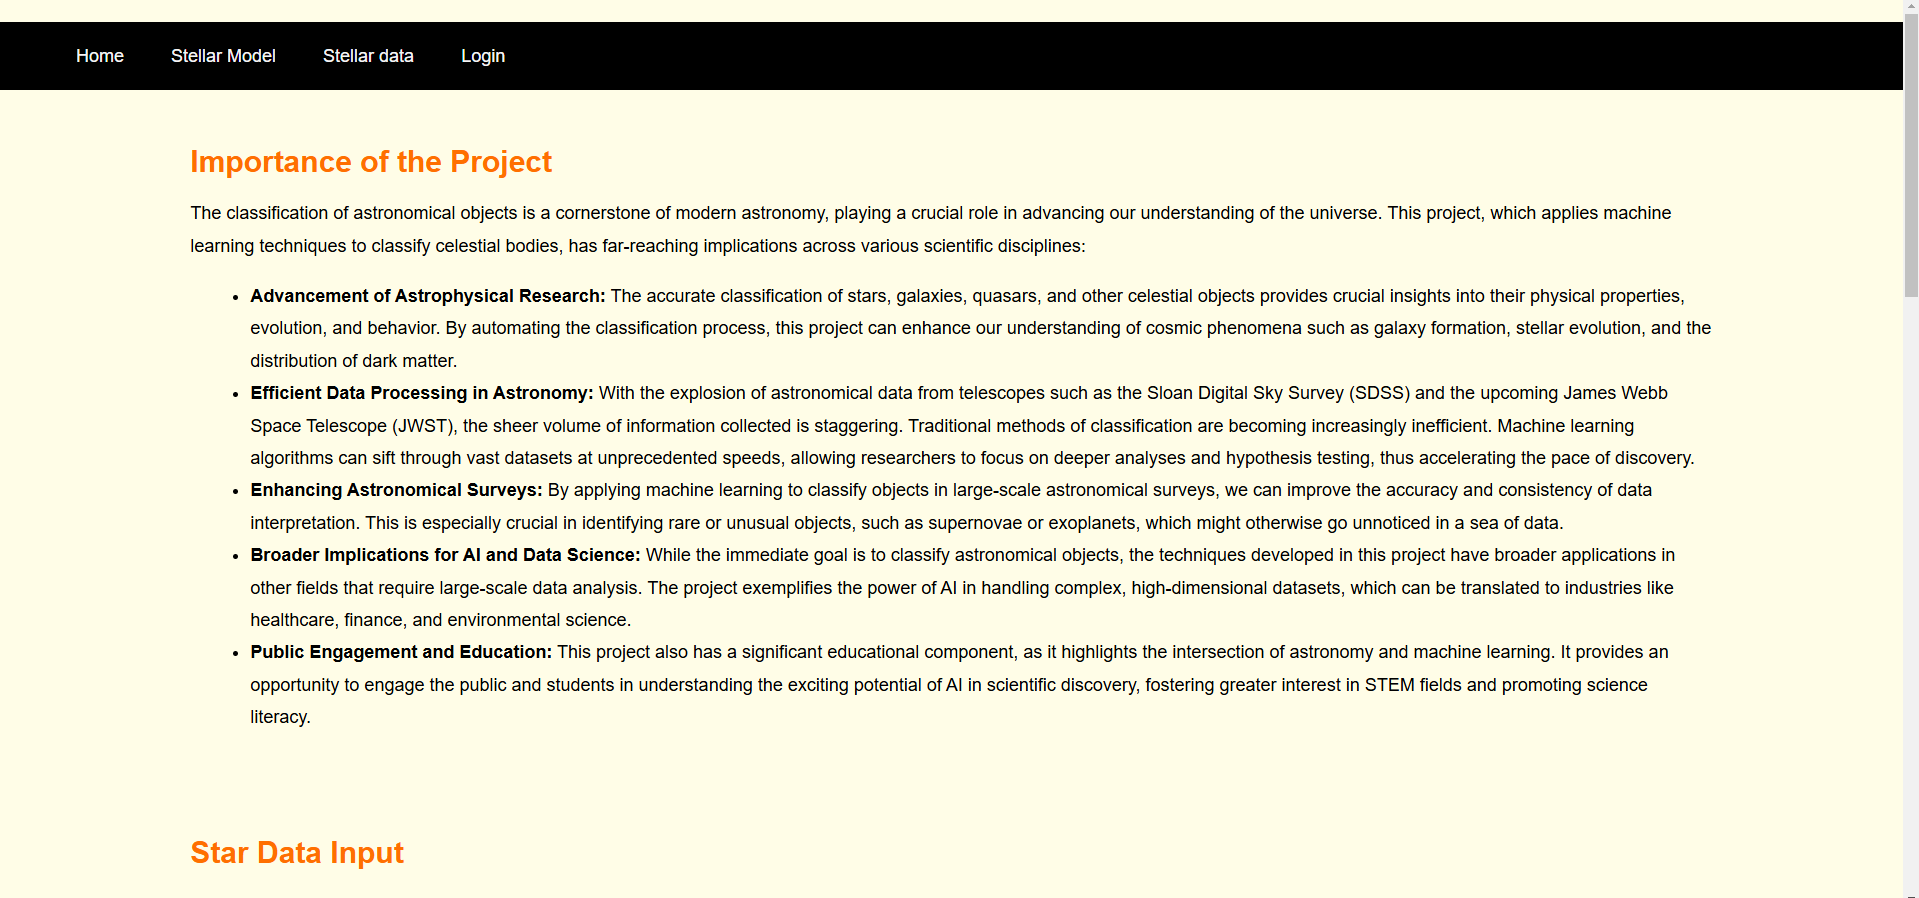 Home Stellar Model Stellar data Login
Importance of the Project
The classification of astronomical objects is a cornerstone of modern astronomy, playing a crucial role in advancing our understanding of the universe. This project, which applies machine
learning techniques to classify celestial bodies, has far-reaching implications across various scientific disciplines:
• Advancement of Astrophysical Research: The accurate classification of stars, galaxies, quasars, and other celestial objects provides crucial insights into their physical properties,
evolution, and behavior. By automating the classification process, this project can enhance our understanding of cosmic phenomena such as galaxy formation, stellar evolution, and the
distribution of dark matter.
• Efficient Data Processing in Astronomy: With the explosion of astronomical data from telescopes such as the Sloan Digital Sky Survey (SDSS) and the upcoming James Webb
Space Telescope (JWST), the sheer volume of information collected is staggering. Traditional methods of classification are becoming increasingly inefficient. Machine learning
algorithms can sift through vast datasets at unprecedented speeds, allowing researchers to focus on deeper analyses and hypothesis testing, thus accelerating the pace of discovery.
• Enhancing Astronomical Surveys: By applying machine learning to classify objects in large-scale astronomical surveys, we can improve the accuracy and consistency of data
interpretation. This is especially crucial in identifying rare or unusual objects, such as supernovae or exoplanets, which might otherwise go unnoticed in a sea of data.
• Broader Implications for AI and Data Science: While the immediate goal is to classify astronomical objects, the techniques developed in this project have broader applications in
other fields that require large-scale data analysis. The project exemplifies the power of AI in handling complex, high-dimensional datasets, which can be translated to industries like
healthcare, finance, and environmental science.
• Public Engagement and Education: This project also has a significant educational component, as it highlights the intersection of astronomy and machine learning. It provides an
opportunity to engage the public and students in understanding the exciting potential of AI in scientific discovery, fostering greater interest in STEM fields and promoting science
literacy.
Star Data Input